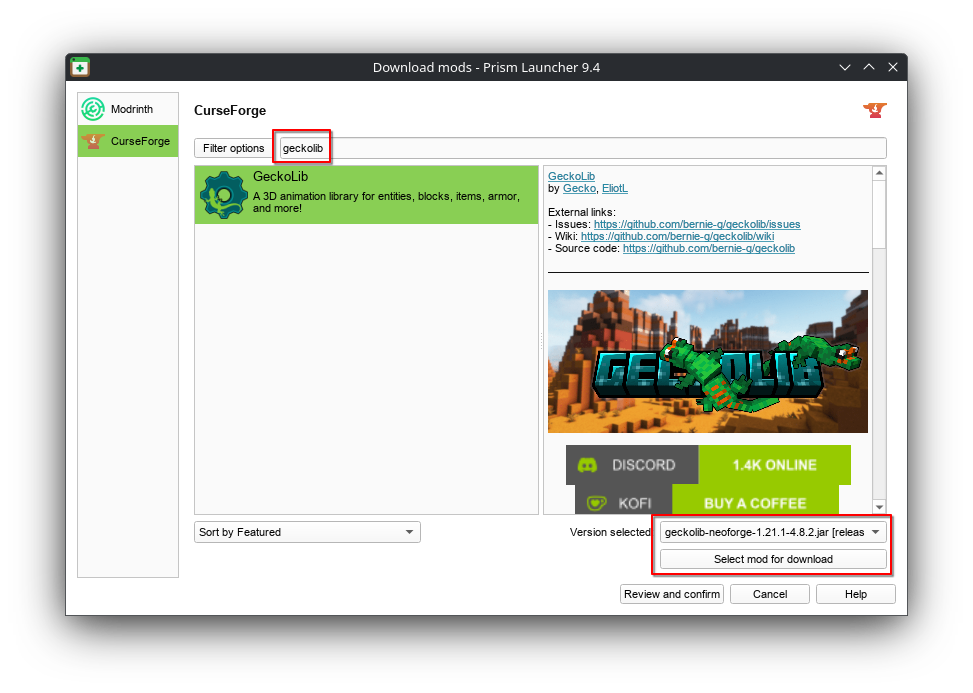 Download mods - Prism Launcher 9.4
Modrinth
CurseForge
CurseForge
Filter options
geckolib
GeckoLib
A 3D animation library for entities, blocks, items, armor,
and more!
GeckoLib
by Gecko, EliotL
External links:
- Issues: https://github.com/bernie-g/geckolib/issues
- Wiki: https://github.com/bernie-g/geckolib/wiki
- Source code: https://github.com/bernie-g/geckolib
GECKOLIB
DISCORD 1.4K ONLINE
KOFI BUY A COFFEE
Sort by Featured
Version selected:
geckolib-neoforge-1.21.1-4.8.2.jar [releas
Select mod for download
Review and confirm
Cancel
Help